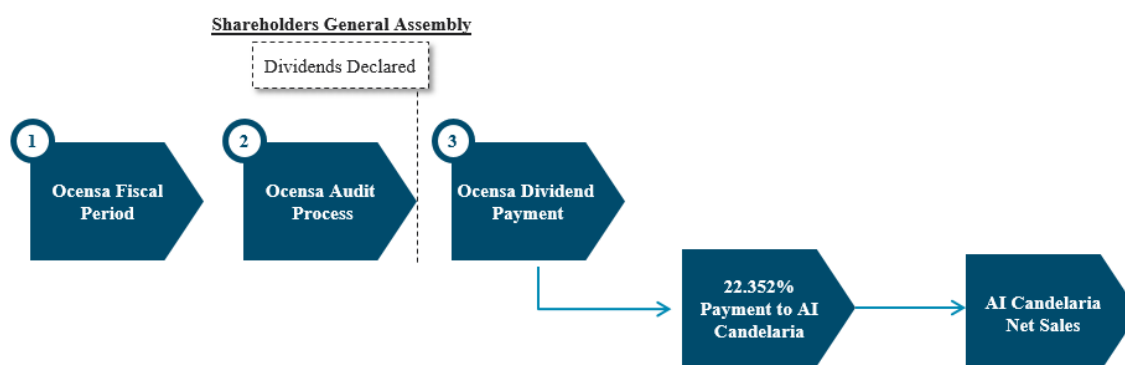 Shareholders General Assembly
Dividends Declared
1
Ocensa Fiscal
Period
2
Ocensa Audit
Process
3
Ocensa Dividend
Payment
22.352%
Payment to AI
Candelaria
AI Candelaria
Net Sales